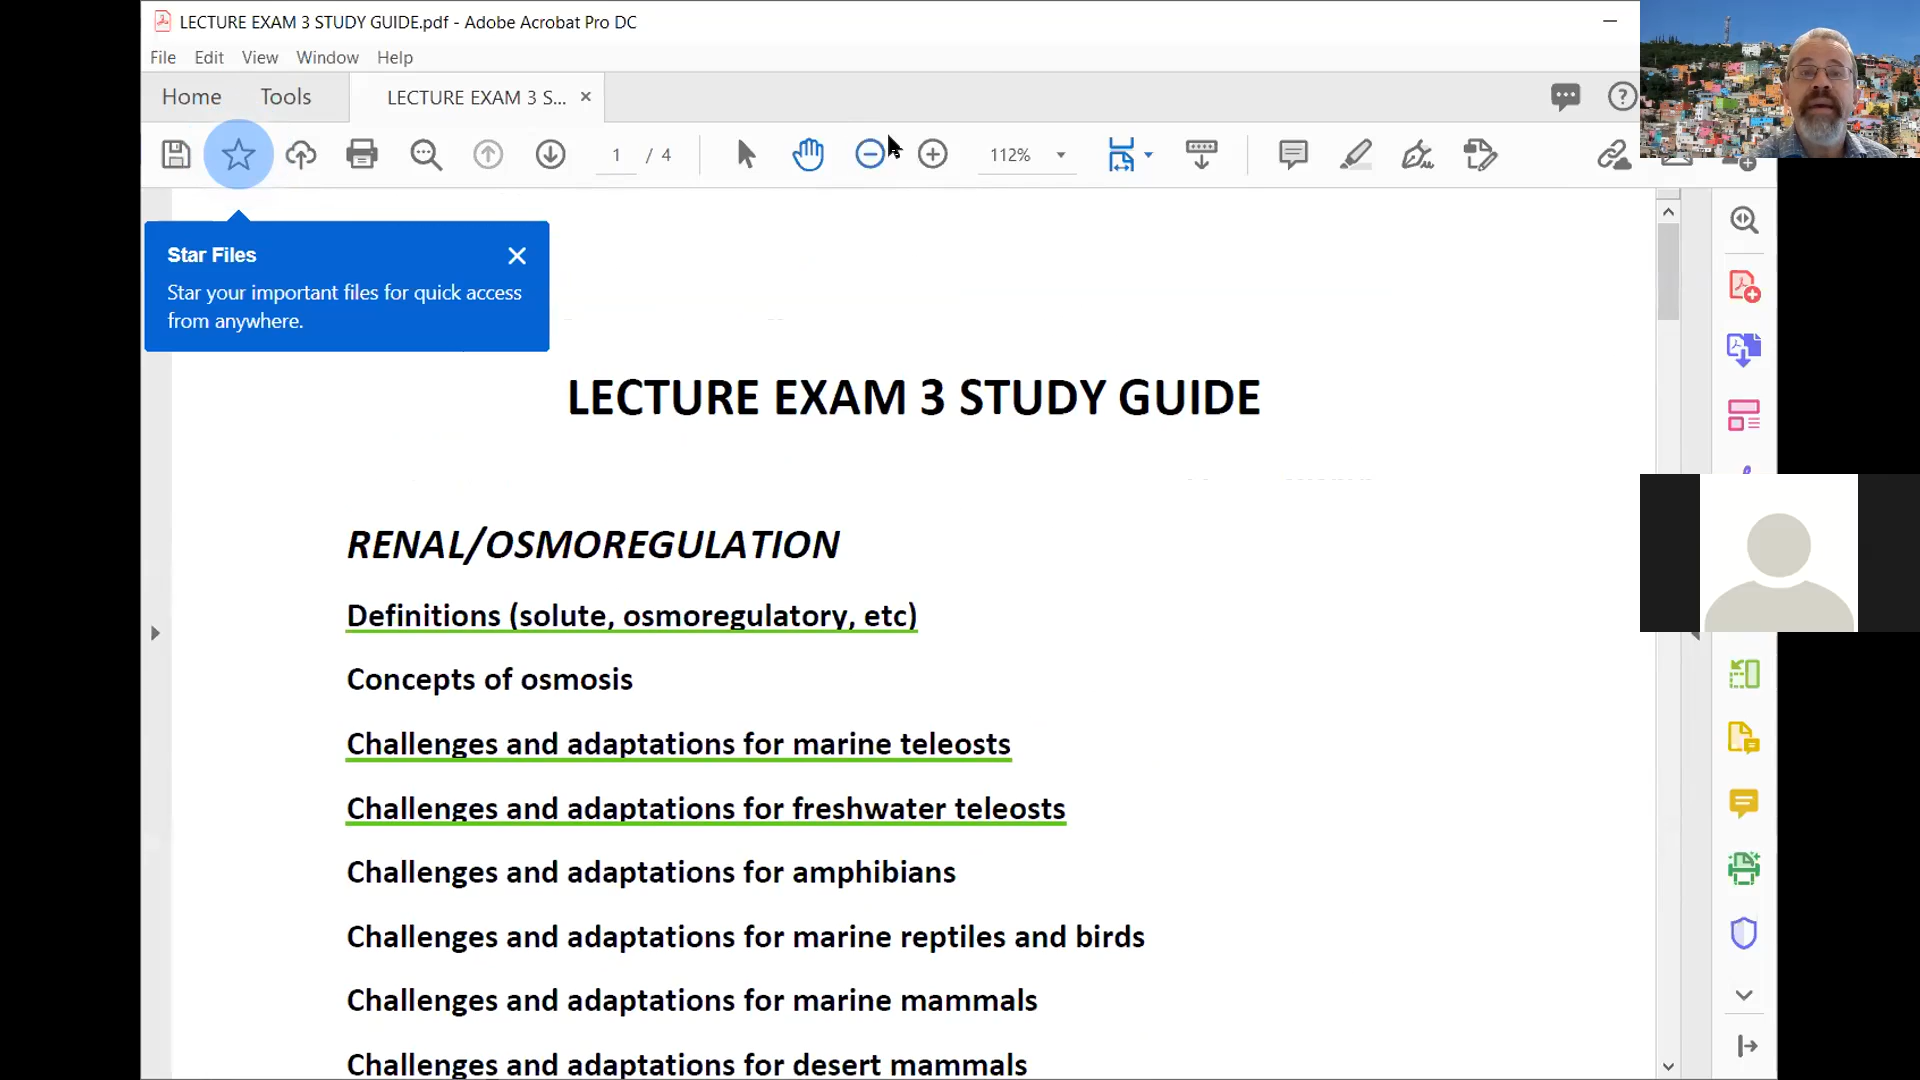 LECTURE EXAM 3 STUDY GUIDE.pdf - Adobe Acrobat Pro DC
File Edit View Window Help
Home Tools LECTURE EXAM 3 S...
1 / 4 112%
Star Files
Star your important files for quick access
from anywhere.
LECTURE EXAM 3 STUDY GUIDE
RENAL/OSMOREGULATION
Definitions (solute, osmoregulatory, etc)
Concepts of osmosis
Challenges and adaptations for marine teleosts
Challenges and adaptations for freshwater teleosts
Challenges and adaptations for amphibians
Challenges and adaptations for marine reptiles and birds
Challenges and adaptations for marine mammals
Challenges and adaptations for desert mammals